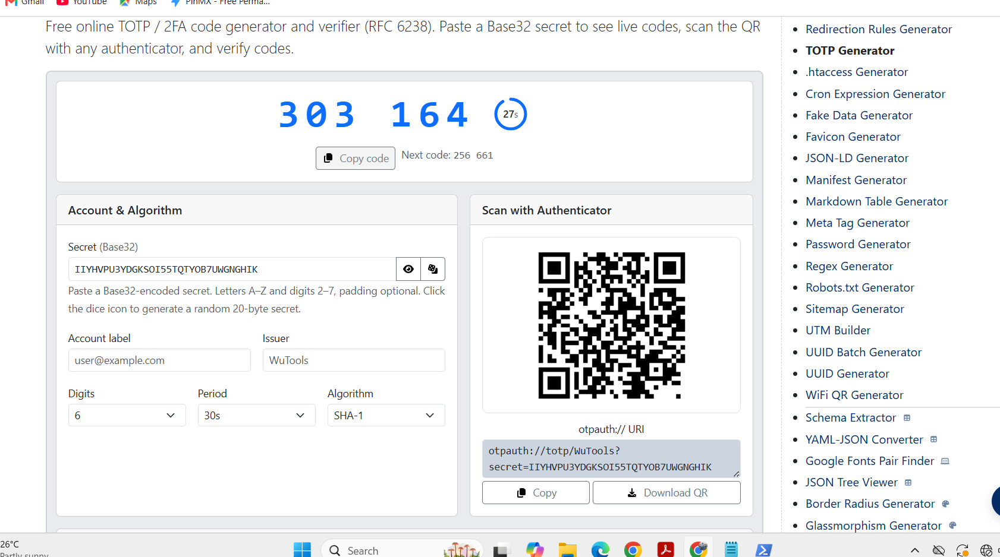 Gmail YouTube Maps PinMX - Free Perma...
Free online TOTP / 2FA code generator and verifier (RFC 6238). Paste a Base32 secret to see live codes, scan the QR
with any authenticator, and verify codes.
303 164 27s
Copy code Next code: 256 661
Account & Algorithm
Secret (Base32)
IIYHVPU3YDGKSOI55TQTYOB7UWGNGHIK
Paste a Base32-encoded secret. Letters A–Z and digits 2–7, padding optional. Click
the dice icon to generate a random 20-byte secret.
Account label Issuer
user@example.com WuTools
Digits Period Algorithm
6 30s SHA-1
Scan with Authenticator
otpauth:// URI
otpauth://totp/WuTools?
secret=IIYHVPU3YDGKSOI55TQTYOB7UWGNGHIK
Copy Download QR
Redirection Rules Generator
TOTP Generator
.htaccess Generator
Cron Expression Generator
Fake Data Generator
Favicon Generator
JSON-LD Generator
Manifest Generator
Markdown Table Generator
Meta Tag Generator
Password Generator
Regex Generator
Robots.txt Generator
Sitemap Generator
UTM Builder
UUID Batch Generator
UUID Generator
WiFi QR Generator
Schema Extractor
YAML-JSON Converter
Google Fonts Pair Finder
JSON Tree Viewer
Border Radius Generator
Glassmorphism Generator
26°C
Partly sunny
Search